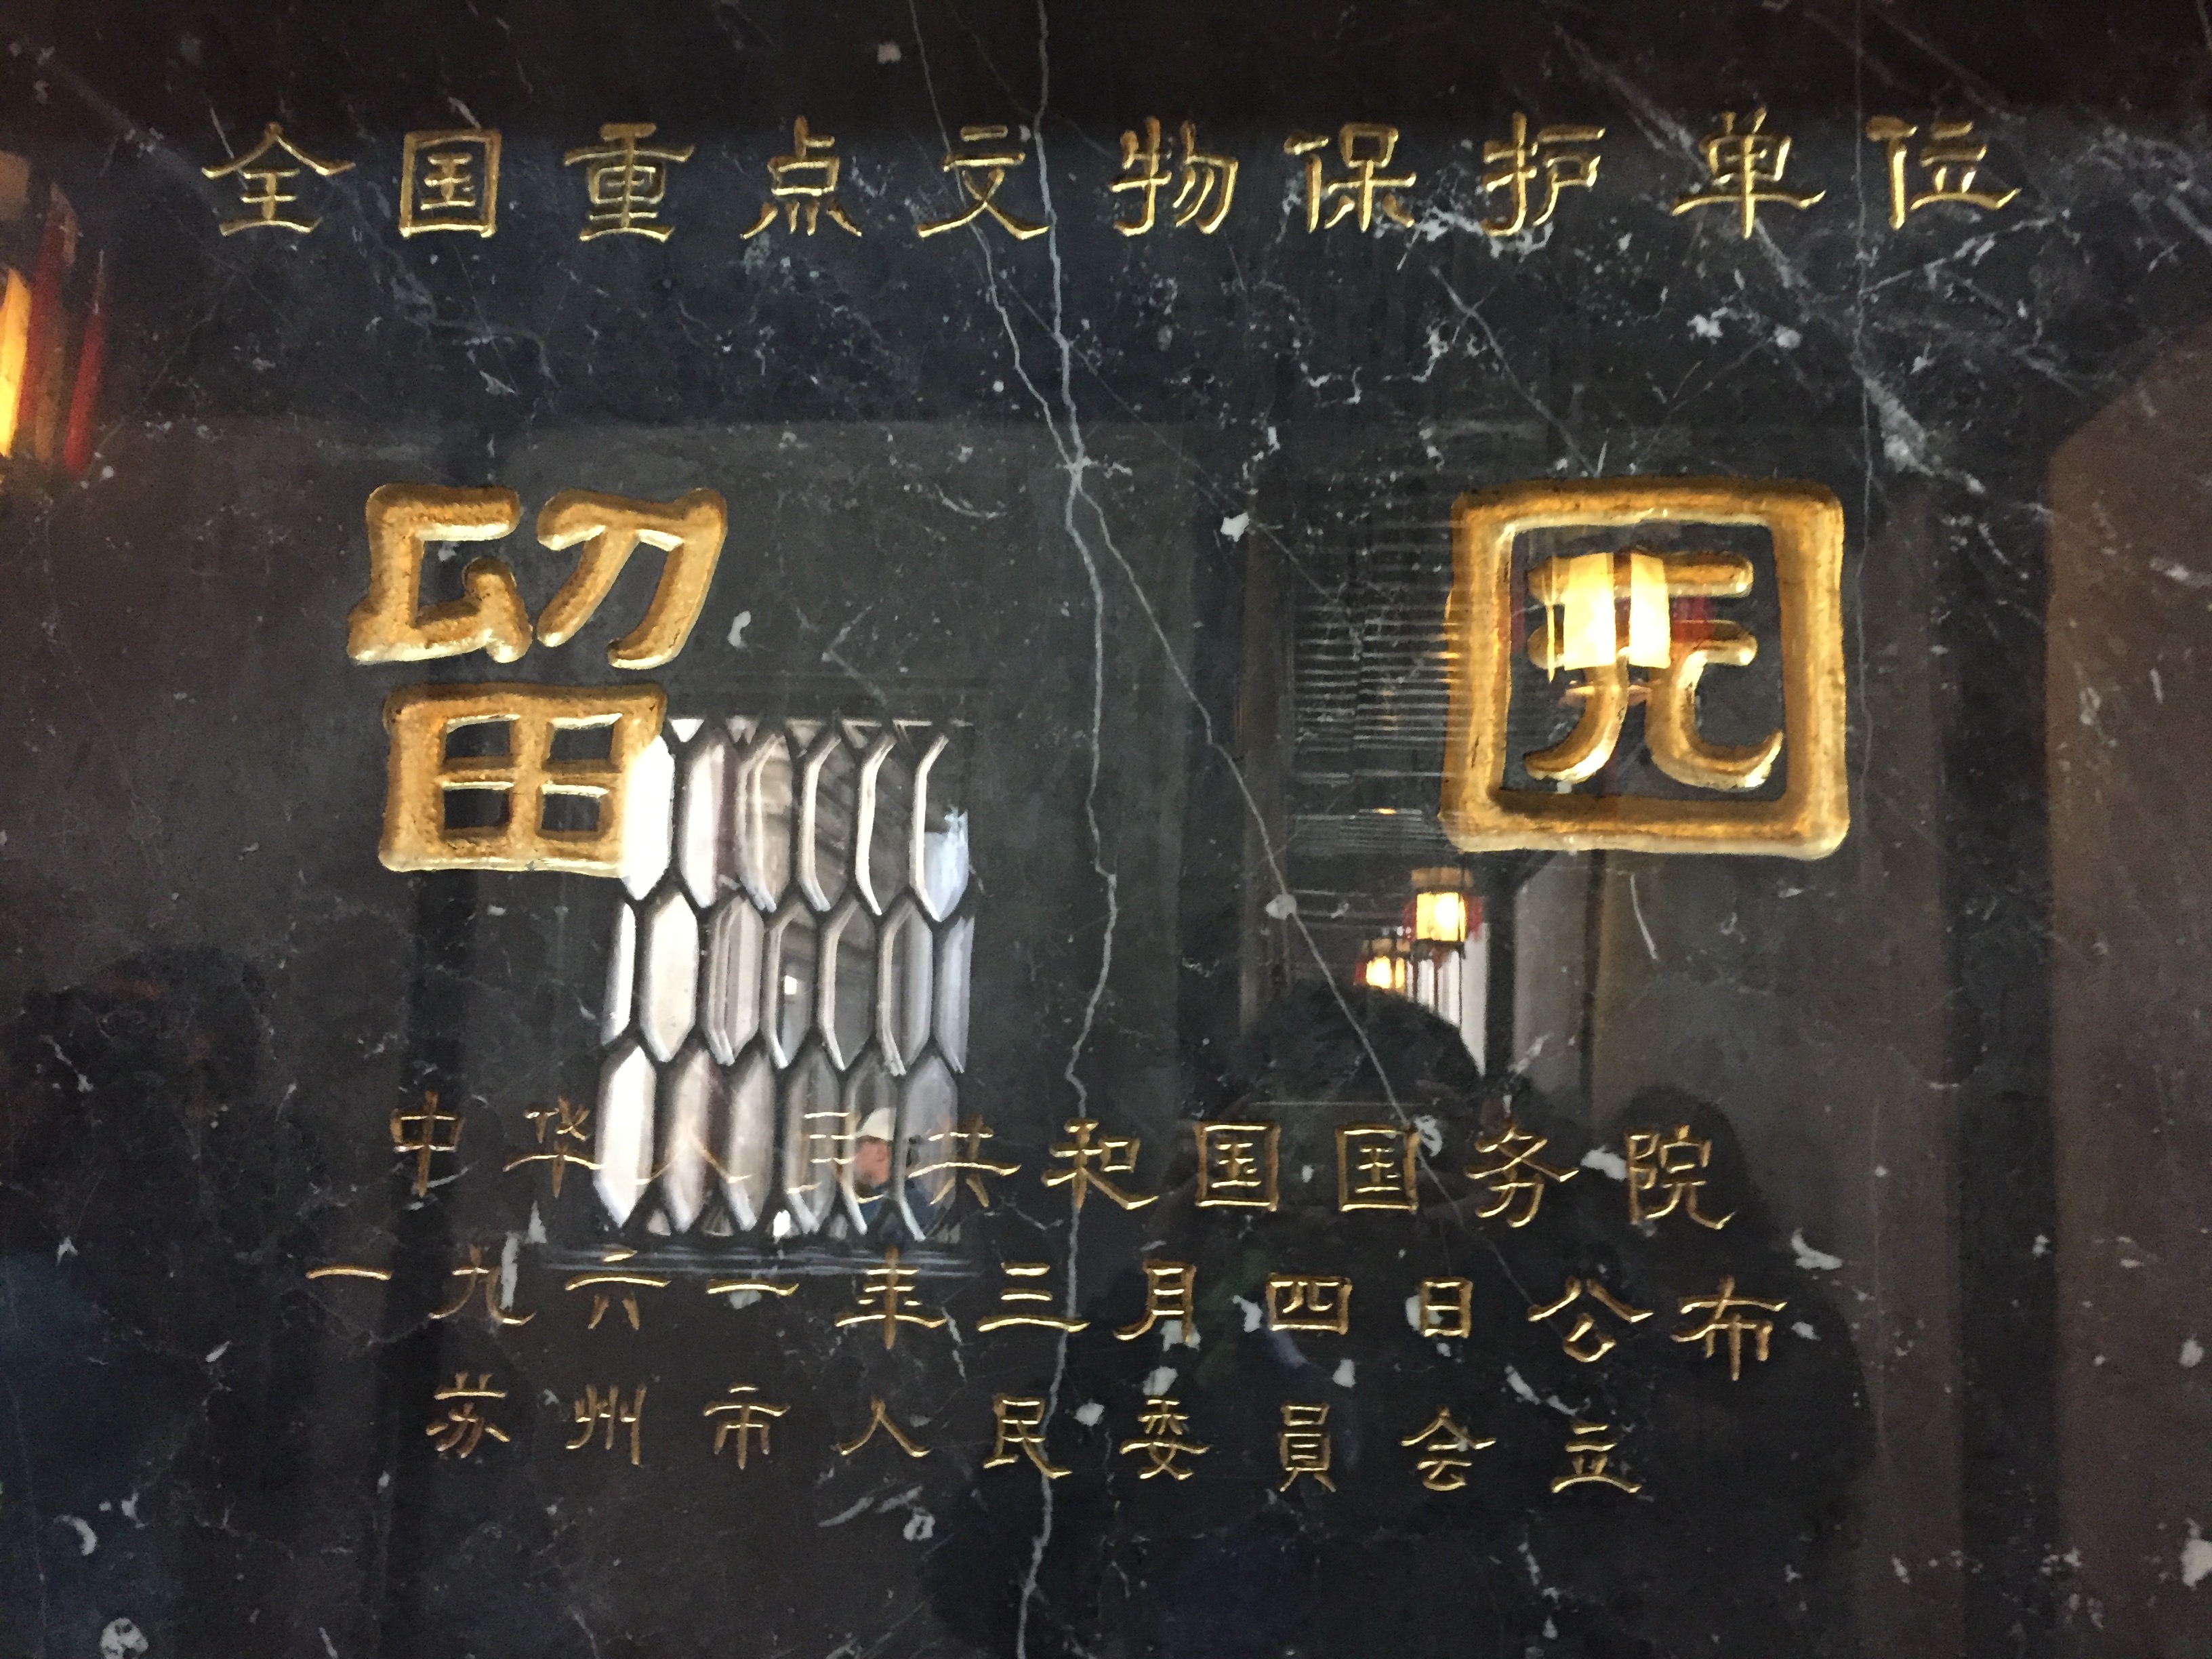 全国重点文物保护单位
留园
中华人民共和国国务院
一九六一年三月四日公布
苏州市人民委員会立